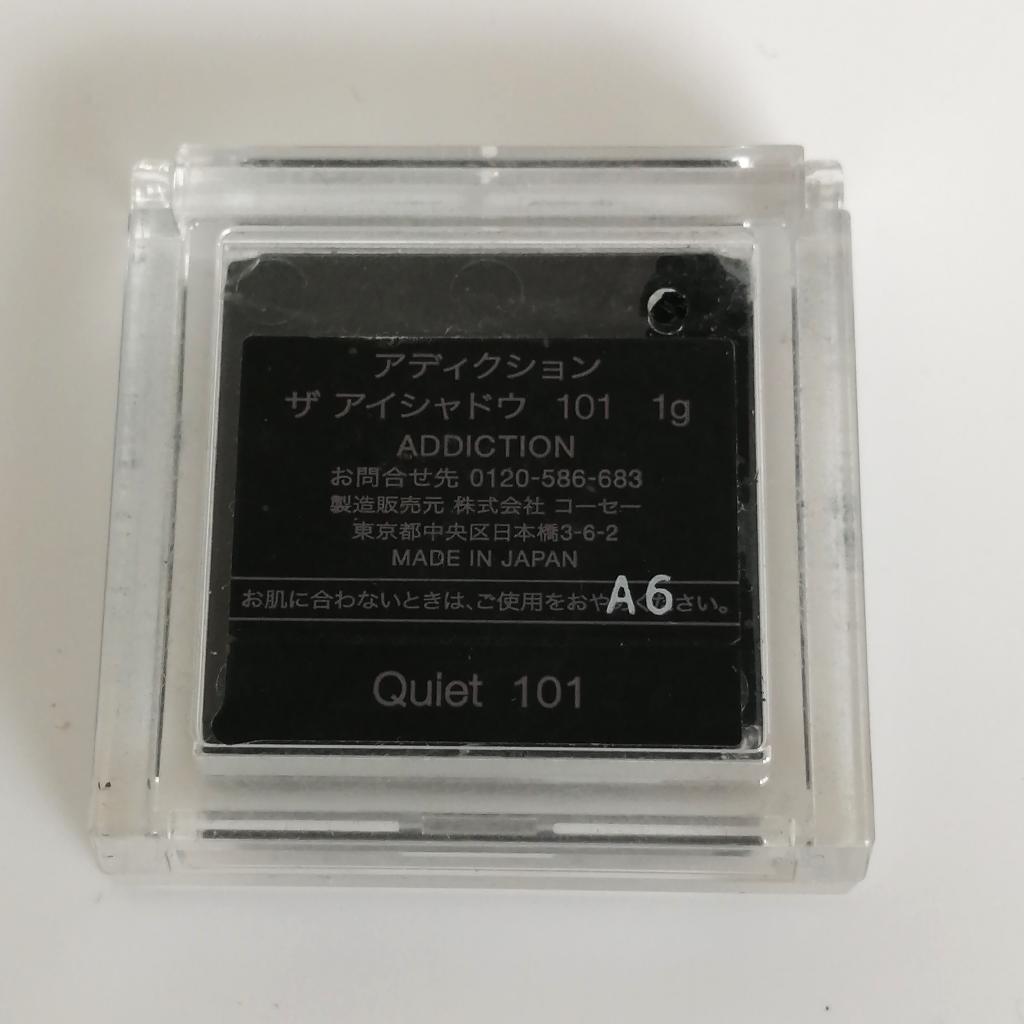 アディクション
ザ アイシャドウ 101 1g
ADDICTION
お問合せ先 0120-586-683
製造販売元 株式会社 コーセー
東京都中央区日本橋3-6-2
MADE IN JAPAN
お肌に合わないときは、ご使用をおやめください。
A6
Quiet 101